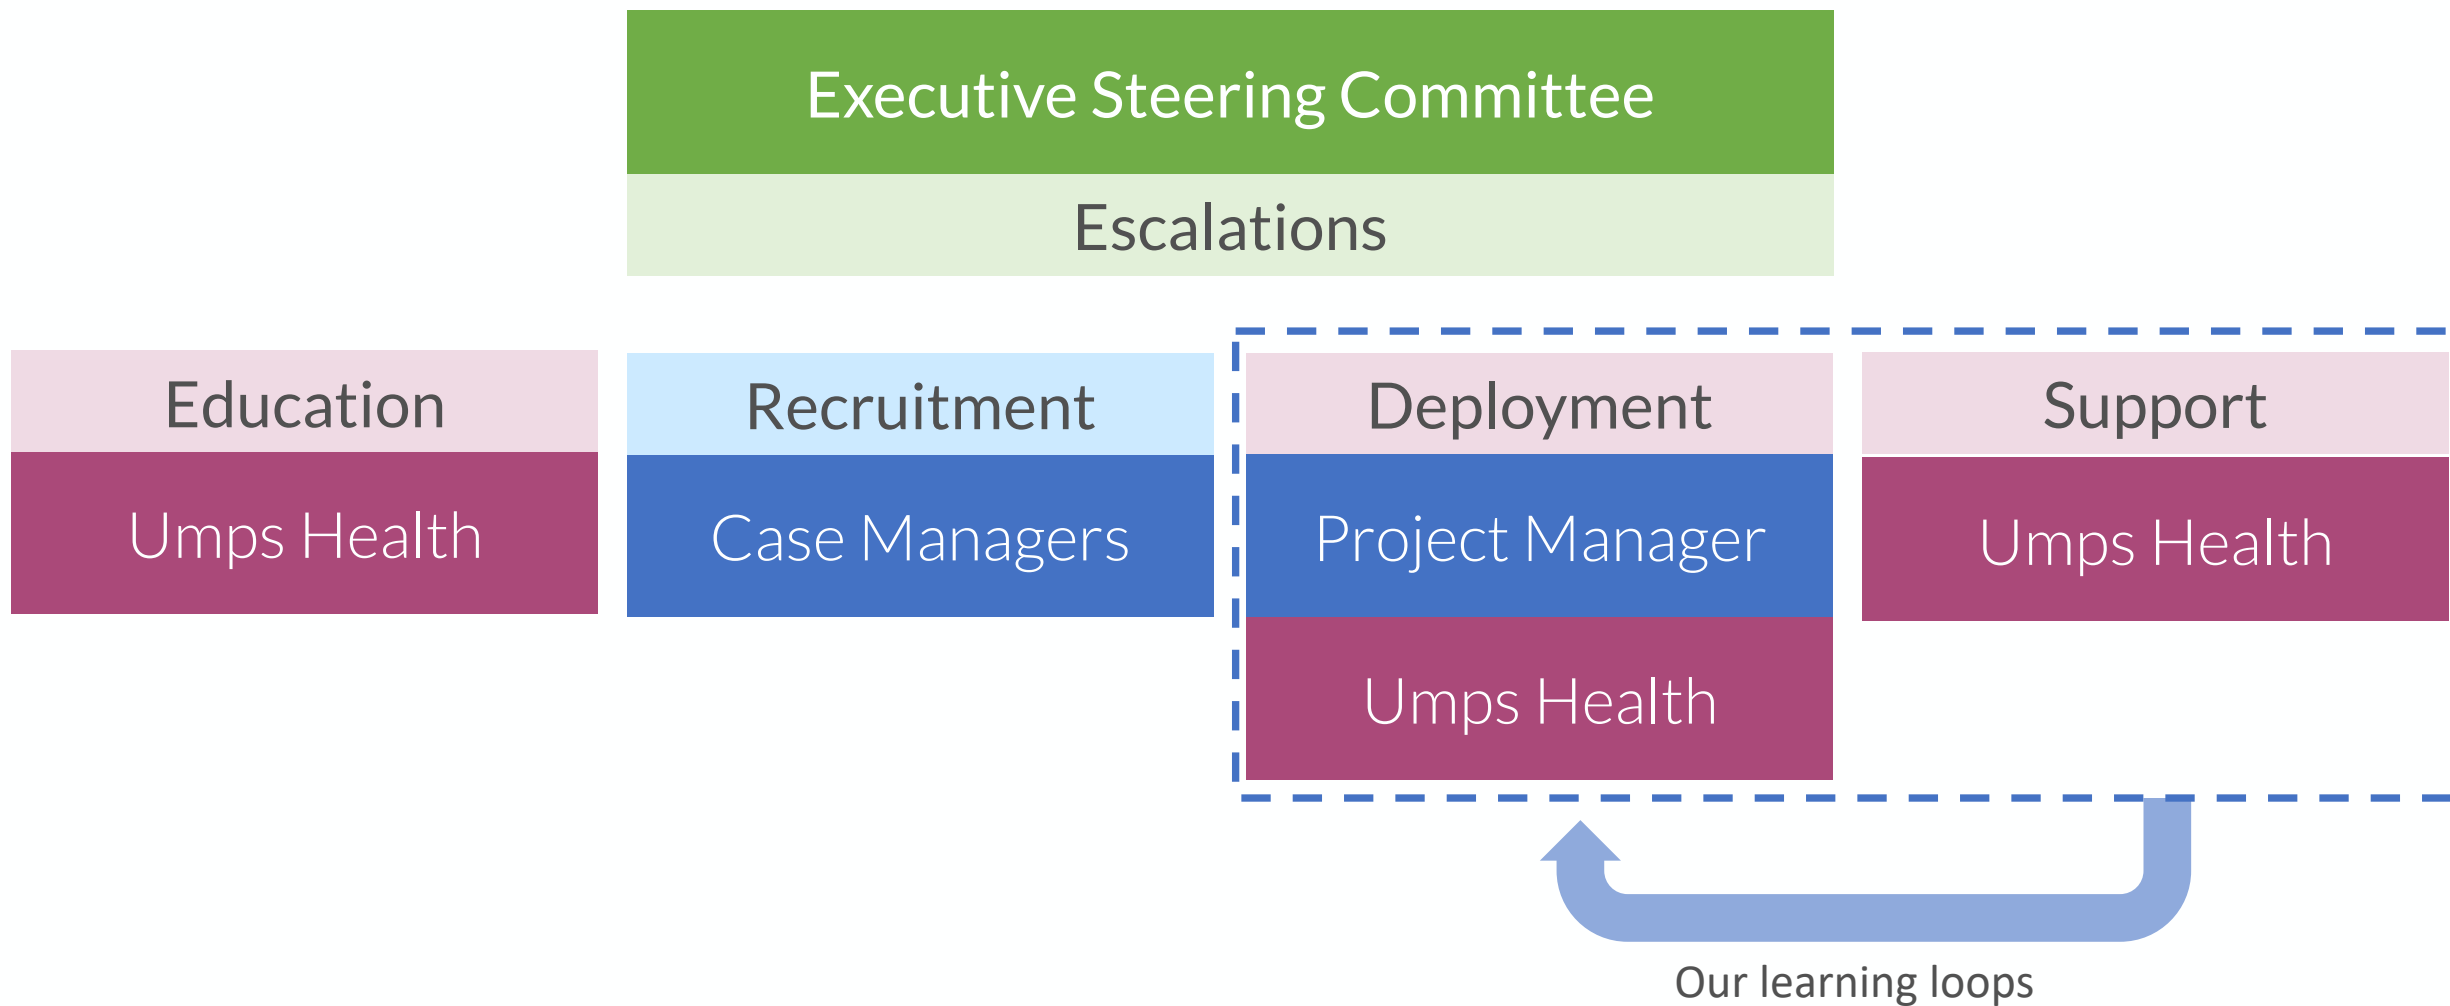 Executive Steering Committee
Escalations
Education
Recruitment
Deployment
Support
Umps Health
Case Managers
Project Manager
Umps Health
Umps Health
Our learning loops